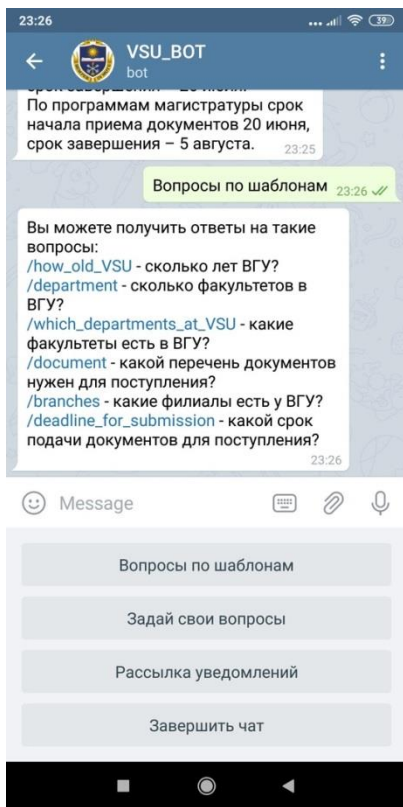 23:26
39
VSU_BOT
bot
По программам магистратуры срок
начала приема документов 20 июня,
срок завершения – 5 августа.
23:25
Вопросы по шаблонам
23:26
Вы можете получить ответы на такие
вопросы:
/how_old_VSU - сколько лет ВГУ?
/department - сколько факультетов в
ВГУ?
/which_departments_at_VSU - какие
факультеты есть в ВГУ?
/document - какой перечень документов
нужен для поступления?
/branches - какие филиалы есть у ВГУ?
/deadline_for_submission - какой срок
подачи документов для поступления?
23:26
Message
Вопросы по шаблонам
Задай свои вопросы
Рассылка уведомлений
Завершить чат